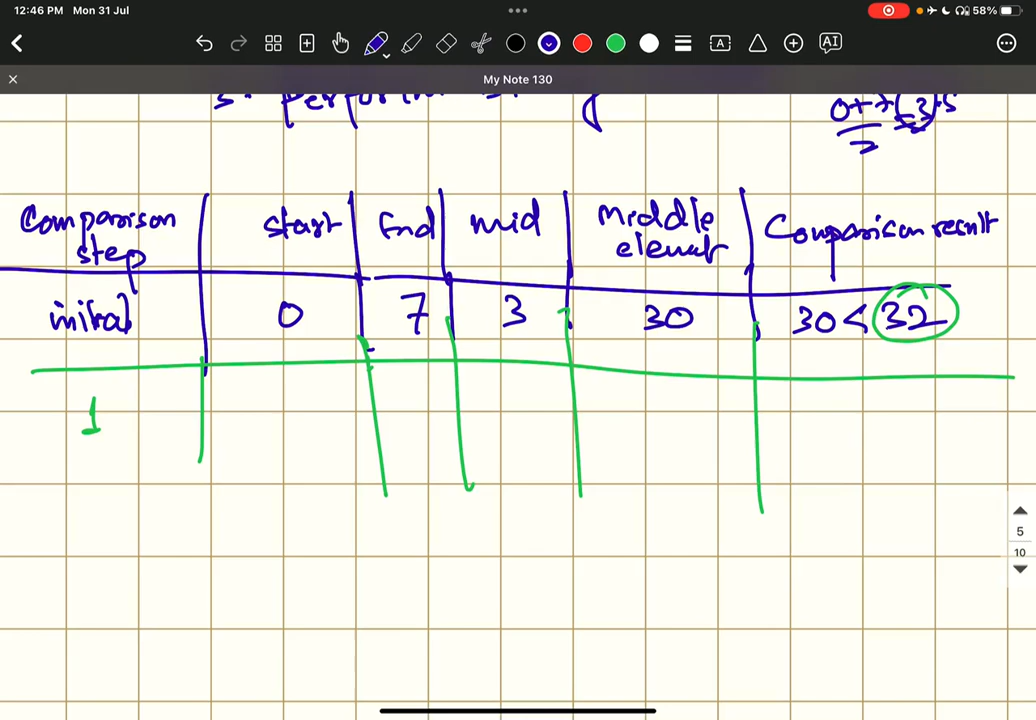 12:46 PM Mon 31 Jul
58%
A
AI
My Note 130
Comparison step
start
End
mid
Middle
element
Comparison result
initial
0
7
3
30
30 < 32
1
5
10